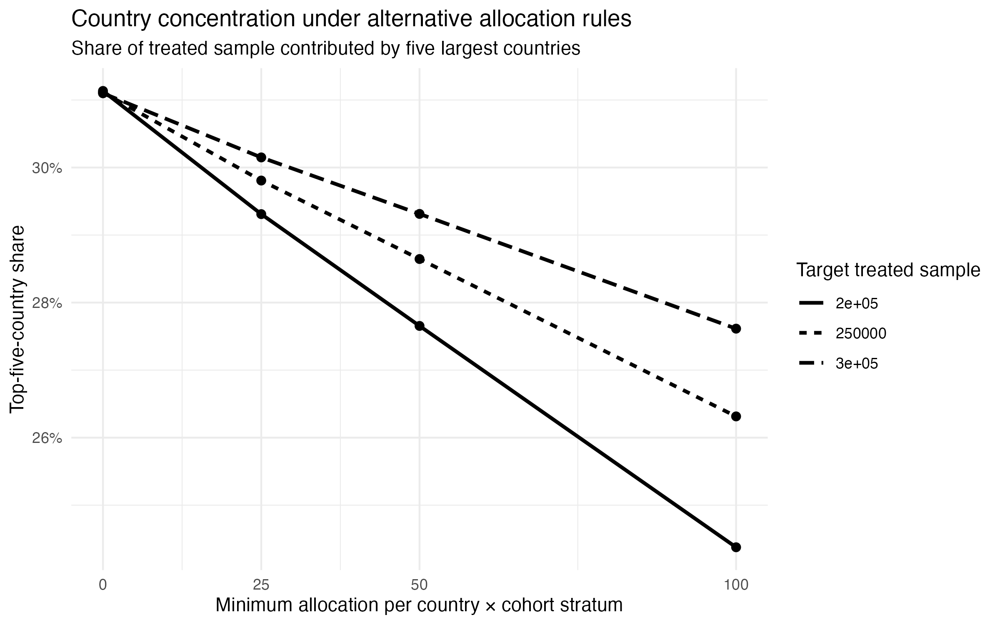 Country concentration under alternative allocation rules
Share of treated sample contributed by five largest countries
Top-five-country share
30%
28%
26%
0
25
50
100
Minimum allocation per country × cohort stratum
Target treated sample
2e+05
250000
3e+05